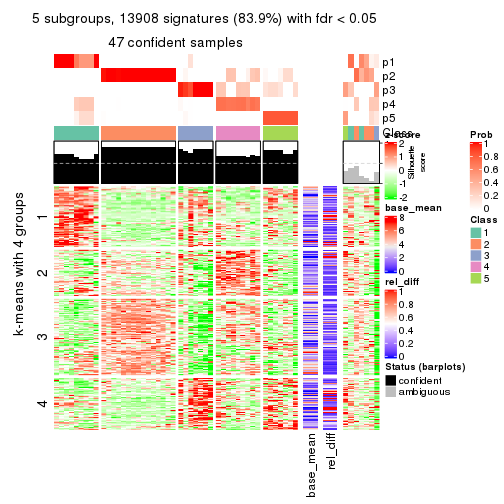 5 subgroups, 13908 signatures (83.9%) with fdr < 0.05
47 confident samples
p1
p2
p3
p4
p5
Class
z-score
2
1
0
-1
-2
Silhouette
score
k-means with 4 groups
1
2
3
4
base_mean
rel_diff
base_mean
8
6
4
2
0
rel_diff
1
0.8
0.6
0.4
0.2
0
Status (barplots)
confident
ambiguous
Prob
1
0.8
0.6
0.4
0.2
0
Class
1
2
3
4
5